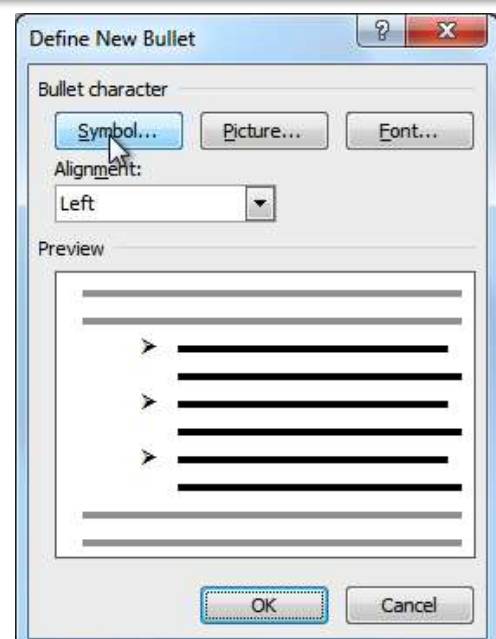 Define New Bullet ? X
Bullet character
Symbol... Picture... Font...
Alignment:
Left
Preview
OK Cancel